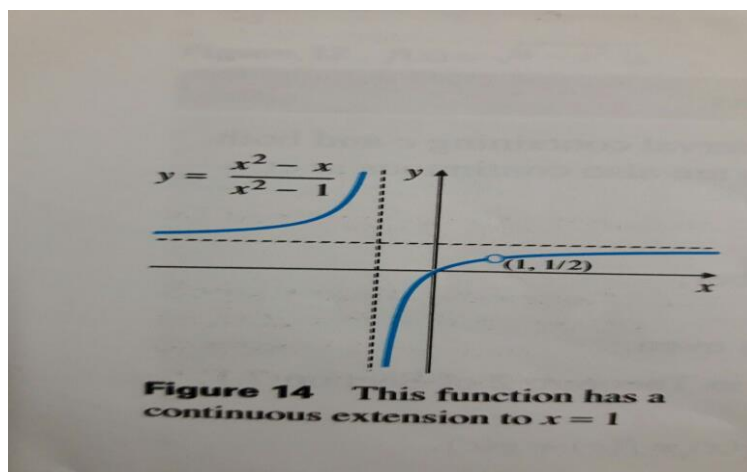 y = x² − x / x² − 1
y
(1, 1/2)
x
Figure 14 This function has a
continuous extension to x = 1